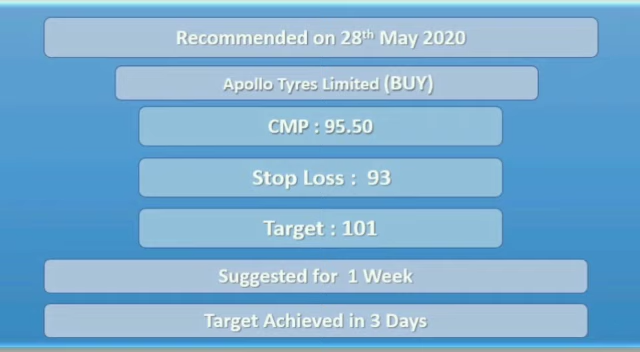 Recommended on 28th May 2020
Apollo Tyres Limited (BUY)
CMP : 95.50
Stop Loss : 93
Target : 101
Suggested for 1 Week
Target Achieved in 3 Days